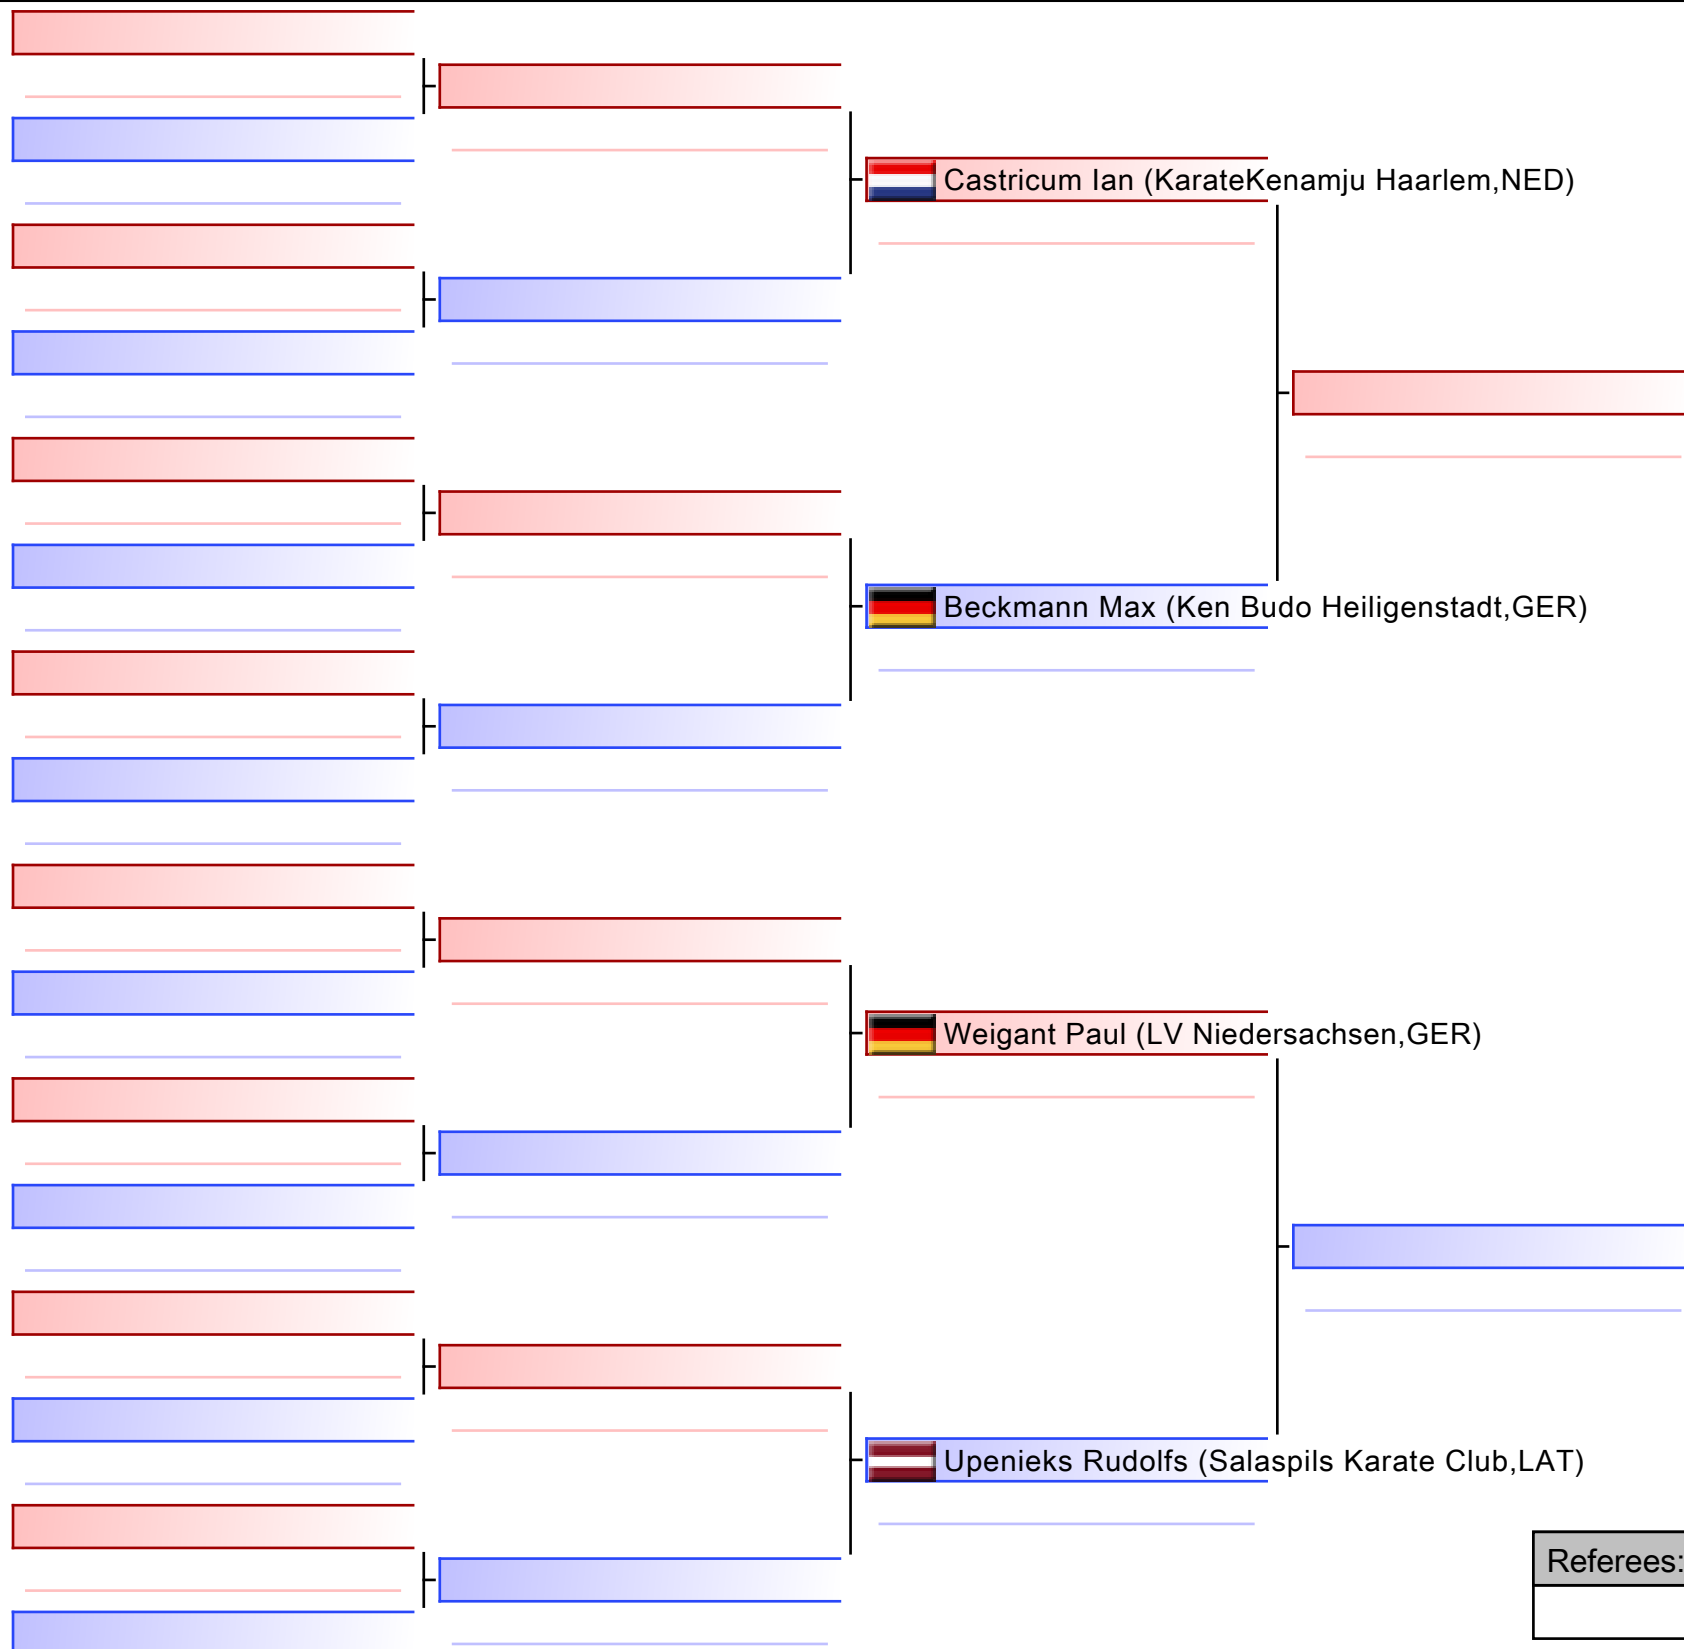 Castricum Ian (KarateKenamju Haarlem,NED)
Beckmann Max (Ken Budo Heiligenstadt,GER)
Weigant Paul (LV Niedersachsen,GER)
Upenieks Rudolfs (Salaspils Karate Club,LAT)
Referees: